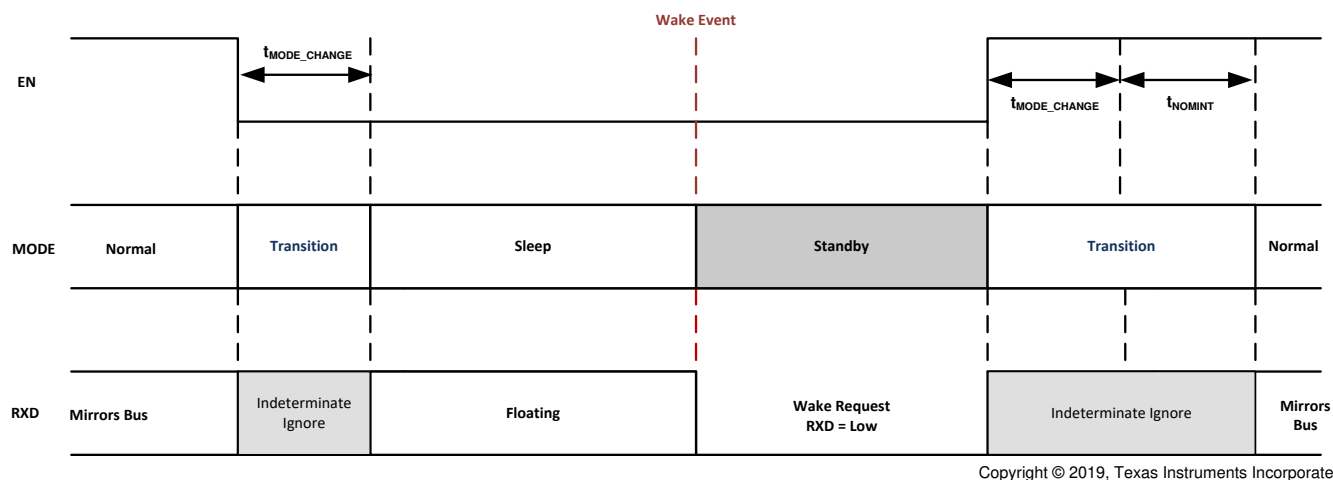 Wake Event
EN
tMODE_CHANGE
tMODE_CHANGE
tNOMINT
MODE
Normal
Transition
Sleep
Standby
Transition
Normal
RXD
Mirrors Bus
Indeterminate
Ignore
Floating
Wake Request
RXD = Low
Indeterminate Ignore
Mirrors
Bus
Copyright © 2019, Texas Instruments Incorporate